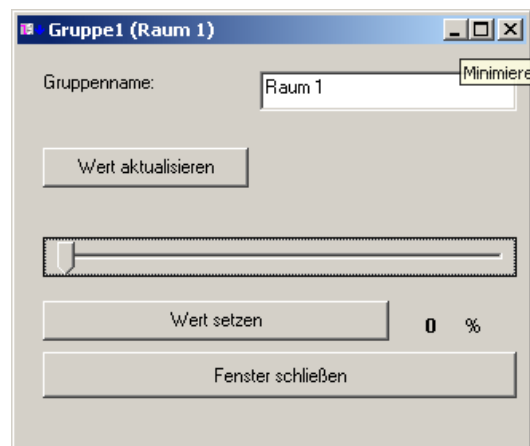 Gruppe1 (Raum 1)
Minimiere
Gruppenname:
Raum 1
Wert aktualisieren
Wert setzen
0 %
Fenster schließen